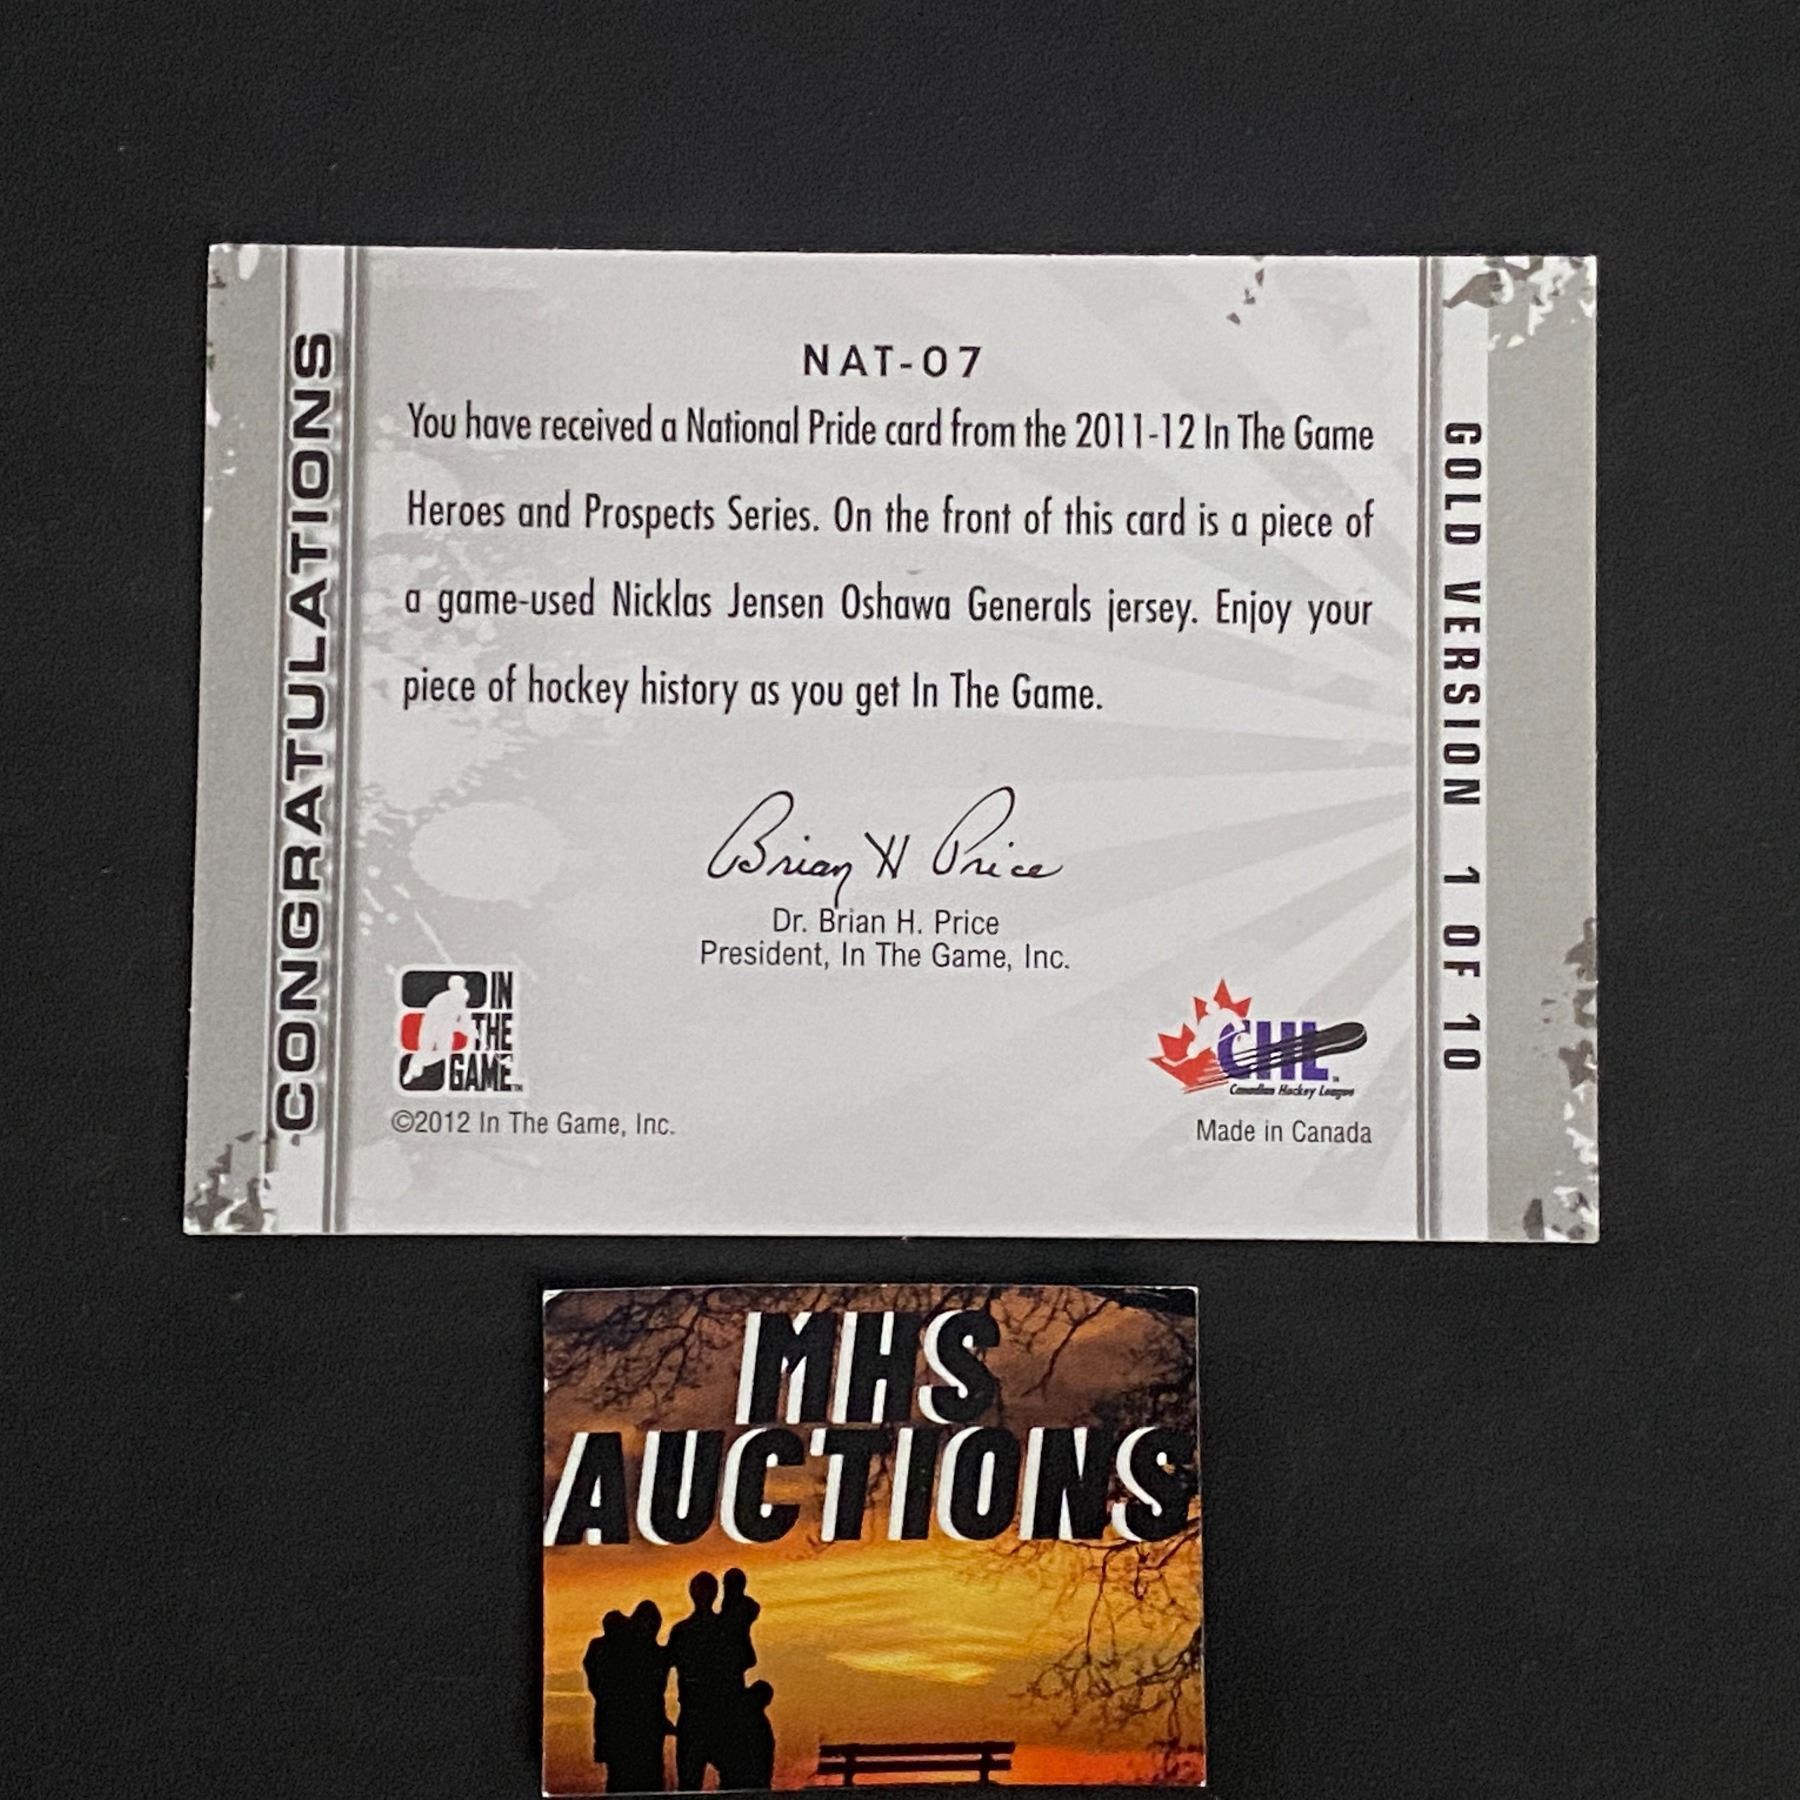 CONGRATULATIONS
NAT-07
You have received a National Pride card from the 2011-12 In The Game
Heroes and Prospects Series. On the front of this card is a piece of
a game-used Nicklas Jensen Oshawa Generals jersey. Enjoy your
piece of hockey history as you get In The Game.
Brian H Price
Dr. Brian H. Price
President, In The Game, Inc.
IN
THE
GAME™
©2012 In The Game, Inc.
CHL™
Canadian Hockey League
Made in Canada
GOLD VERSION 1 OF 10
MHS
AUCTIONS